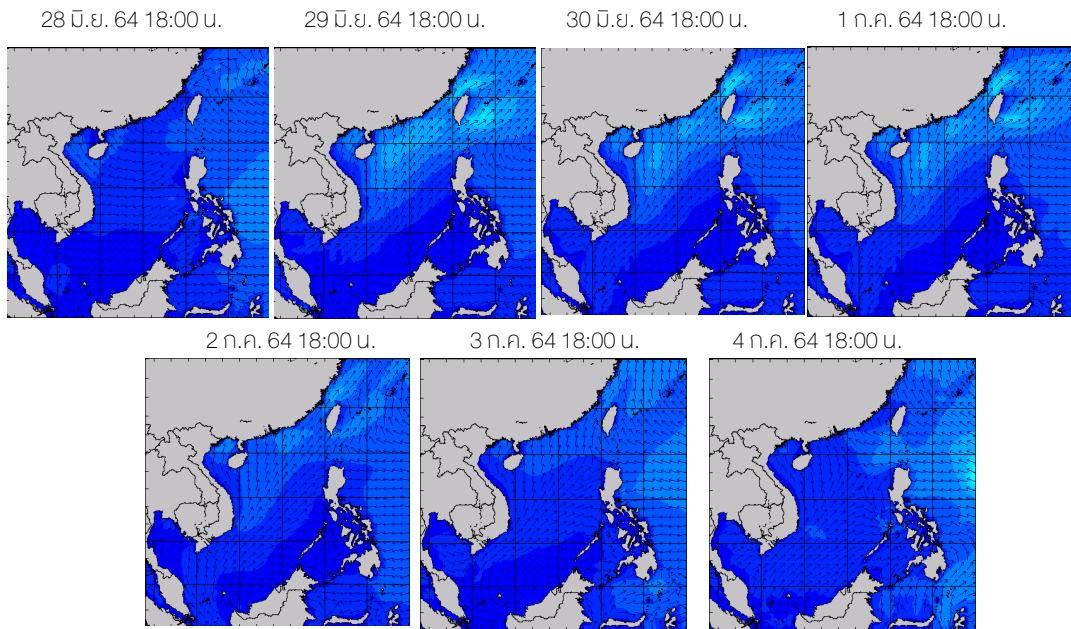 28 มิ.ย. 64 18:00 น.
29 มิ.ย. 64 18:00 น.
30 มิ.ย. 64 18:00 น.
1 ก.ค. 64 18:00 น.
2 ก.ค. 64 18:00 น.
3 ก.ค. 64 18:00 น.
4 ก.ค. 64 18:00 น.